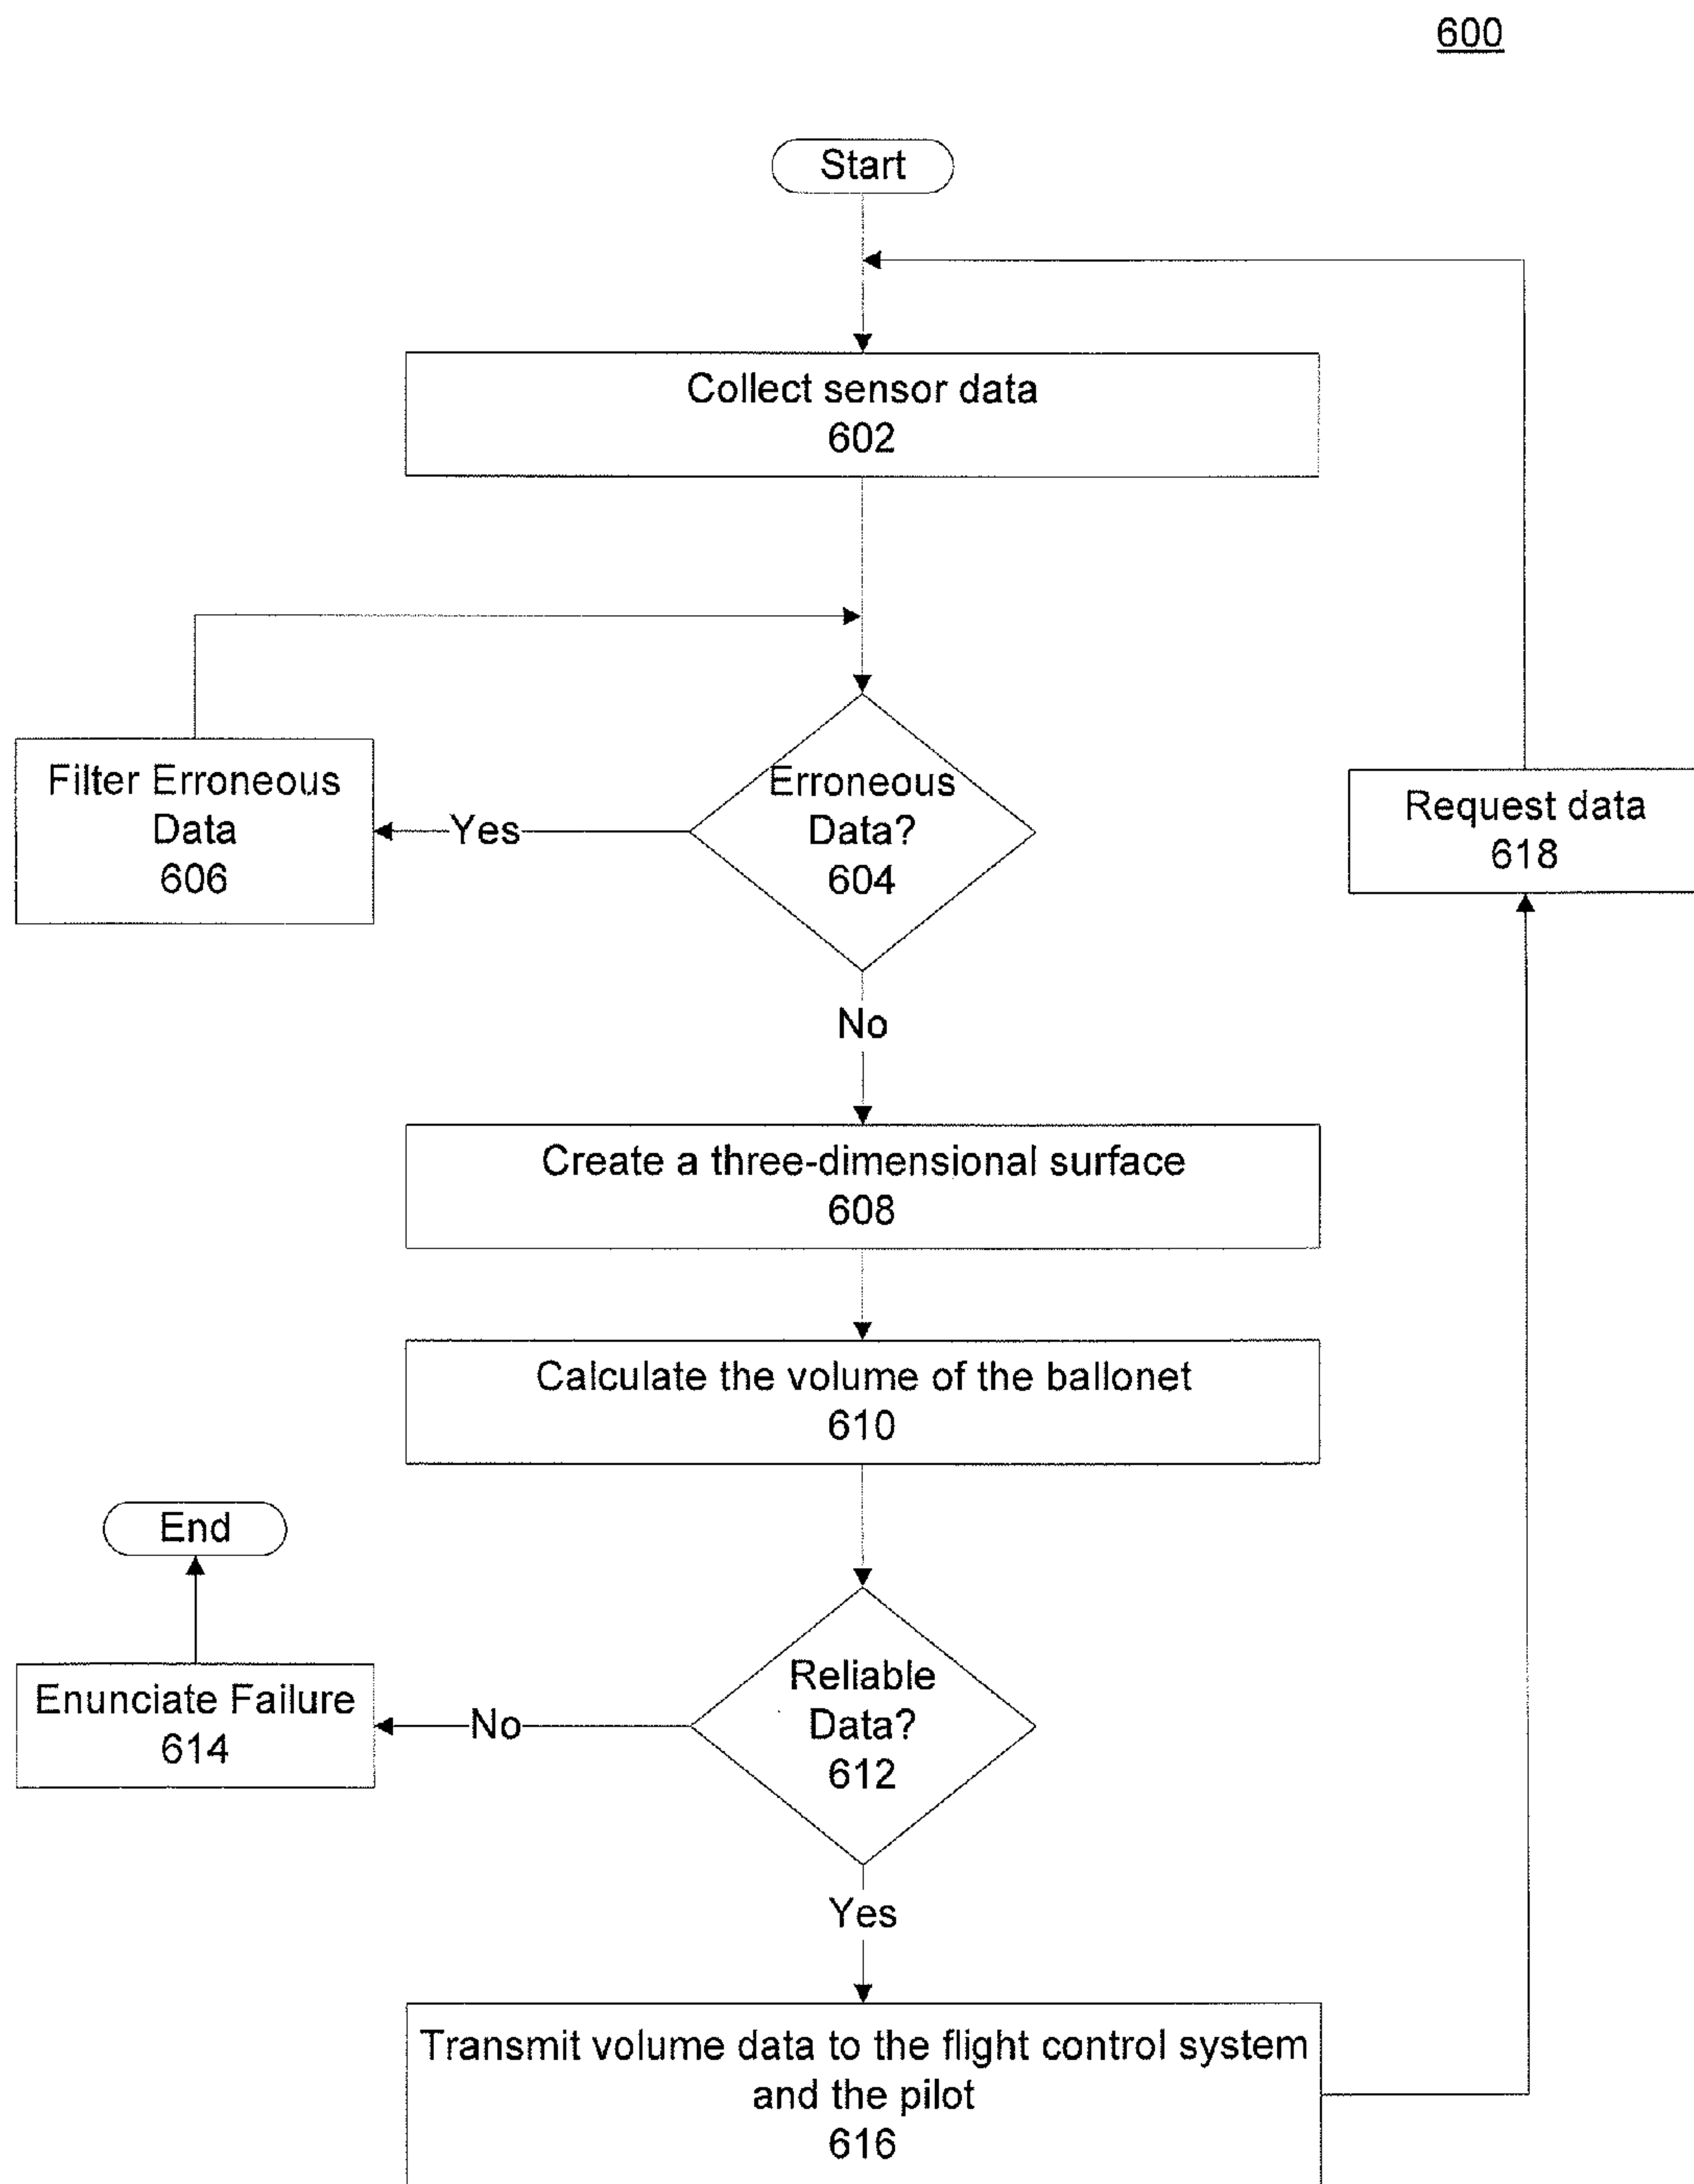 600
Start
Collect sensor data
602
Filter Erroneous
Data
606
Yes
Erroneous
Data?
604
Request data
618
No
Create a three-dimensional surface
608
Calculate the volume of the ballonet
610
End
Enunciate Failure
614
No
Reliable
Data?
612
Yes
Transmit volume data to the flight control system
and the pilot
616